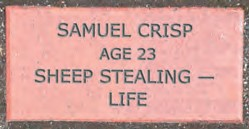 SAMUEL CRISP
AGE 23
SHEEP STEALING —
LIFE